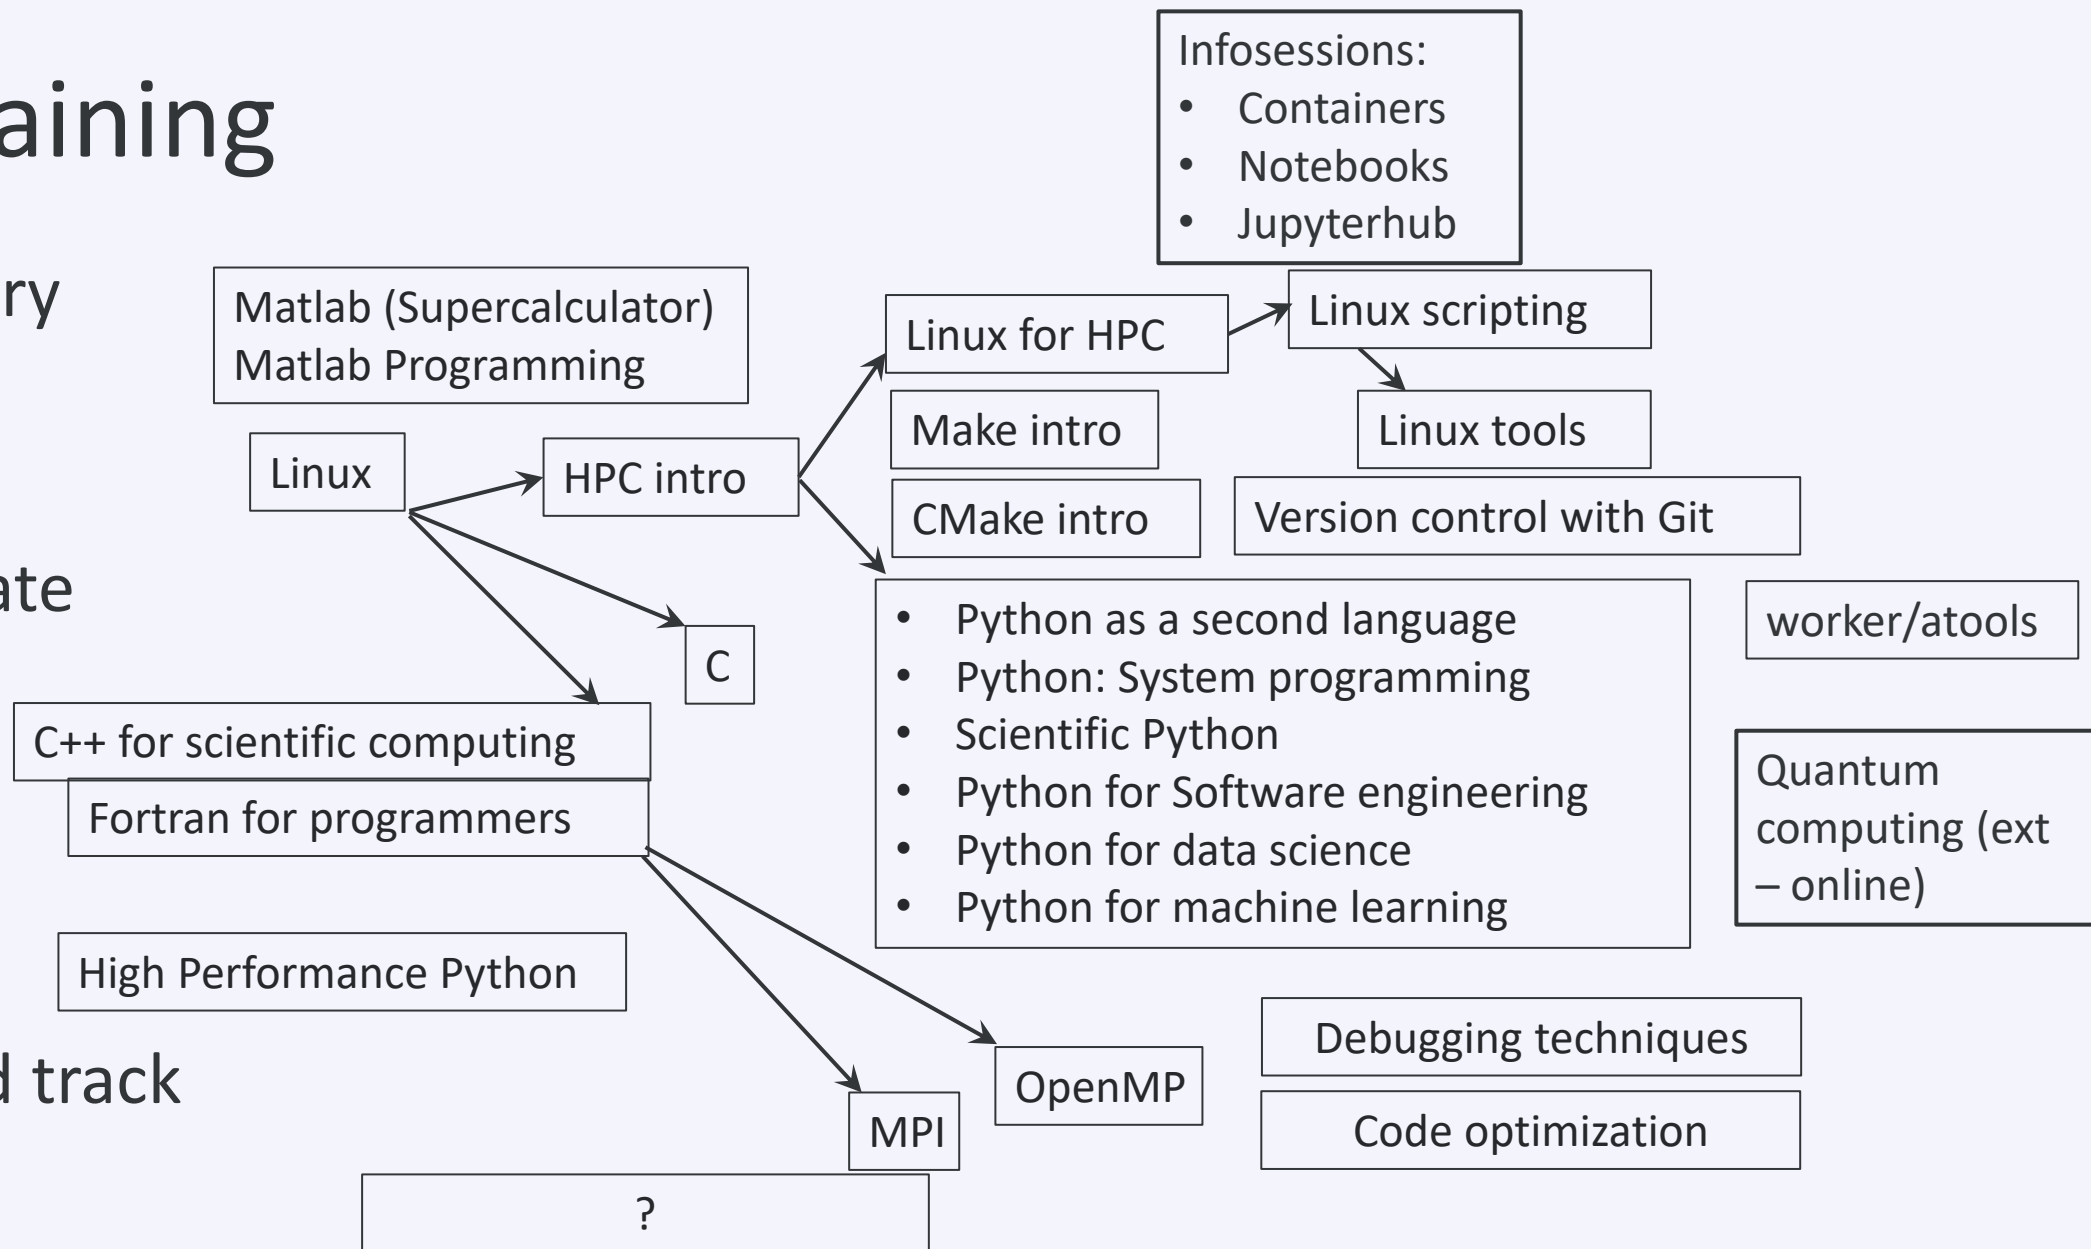 aining
Infosessions:
• Containers
• Notebooks
• Jupyterhub
ry
Matlab (Supercalculator)
Matlab Programming
Linux for HPC
Linux scripting
Make intro
Linux tools
Linux
HPC intro
CMake intro
Version control with Git
ate
C
• Python as a second language
• Python: System programming
• Scientific Python
• Python for Software engineering
• Python for data science
• Python for machine learning
worker/atools
C++ for scientific computing
Fortran for programmers
Quantum
computing (ext
– online)
High Performance Python
d track
MPI
OpenMP
Debugging techniques
Code optimization
?